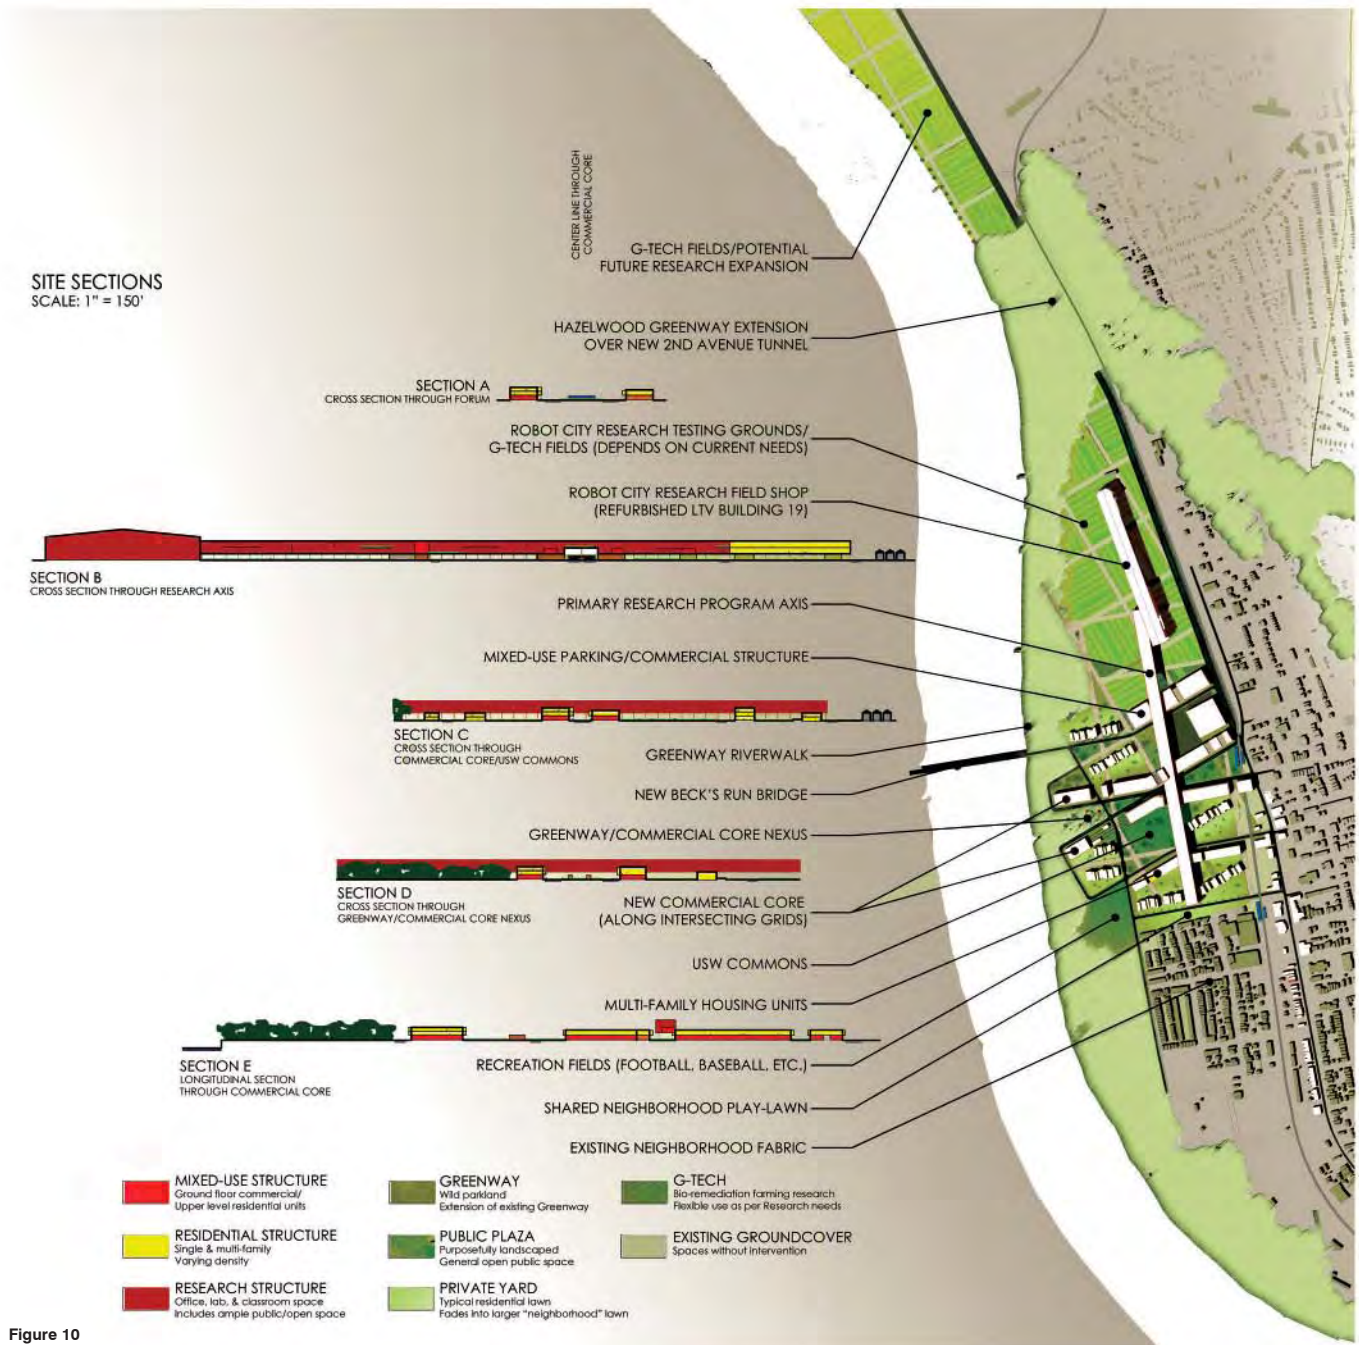 CENTER LINE THROUGH
COMMERCIAL CORE
SITE SECTIONS
SCALE: 1" = 150'
G-TECH FIELDS/POTENTIAL
FUTURE RESEARCH EXPANSION
HAZELWOOD GREENWAY EXTENSION
OVER NEW 2ND AVENUE TUNNEL
SECTION A
CROSS SECTION THROUGH FORUM
ROBOT CITY RESEARCH TESTING GROUNDS/
G-TECH FIELDS (DEPENDS ON CURRENT NEEDS)
ROBOT CITY RESEARCH FIELD SHOP
(REFURBISHED LTV BUILDING 19)
SECTION B
CROSS SECTION THROUGH RESEARCH AXIS
PRIMARY RESEARCH PROGRAM AXIS
MIXED-USE PARKING/COMMERCIAL STRUCTURE
SECTION C
CROSS SECTION THROUGH
COMMERCIAL CORE/USW COMMONS
GREENWAY RIVERWALK
NEW BECK'S RUN BRIDGE
GREENWAY/COMMERCIAL CORE NEXUS
SECTION D
CROSS SECTION THROUGH
GREENWAY/COMMERCIAL CORE NEXUS
NEW COMMERCIAL CORE
(ALONG INTERSECTING GRIDS)
USW COMMONS
MULTI-FAMILY HOUSING UNITS
SECTION E
LONGITUDINAL SECTION
THROUGH COMMERCIAL CORE
RECREATION FIELDS (FOOTBALL, BASEBALL, ETC.)
SHARED NEIGHBORHOOD PLAY-LAWN
EXISTING NEIGHBORHOOD FABRIC
MIXED-USE STRUCTURE
Ground floor commercial/
Upper level residential units
RESIDENTIAL STRUCTURE
Single & multi-family
Varying density
RESEARCH STRUCTURE
Office, lab, & classroom space
Includes ample public/open space
GREENWAY
Wild parkland
Extension of existing Greenway
PUBLIC PLAZA
Purposefully landscaped
General open public space
PRIVATE YARD
Typical residential lawn
Fades into larger "neighborhood" lawn
G-TECH
Bio-remediation farming research
Flexible use as per Research needs
EXISTING GROUNDCOVER
Spaces without intervention
Figure 10